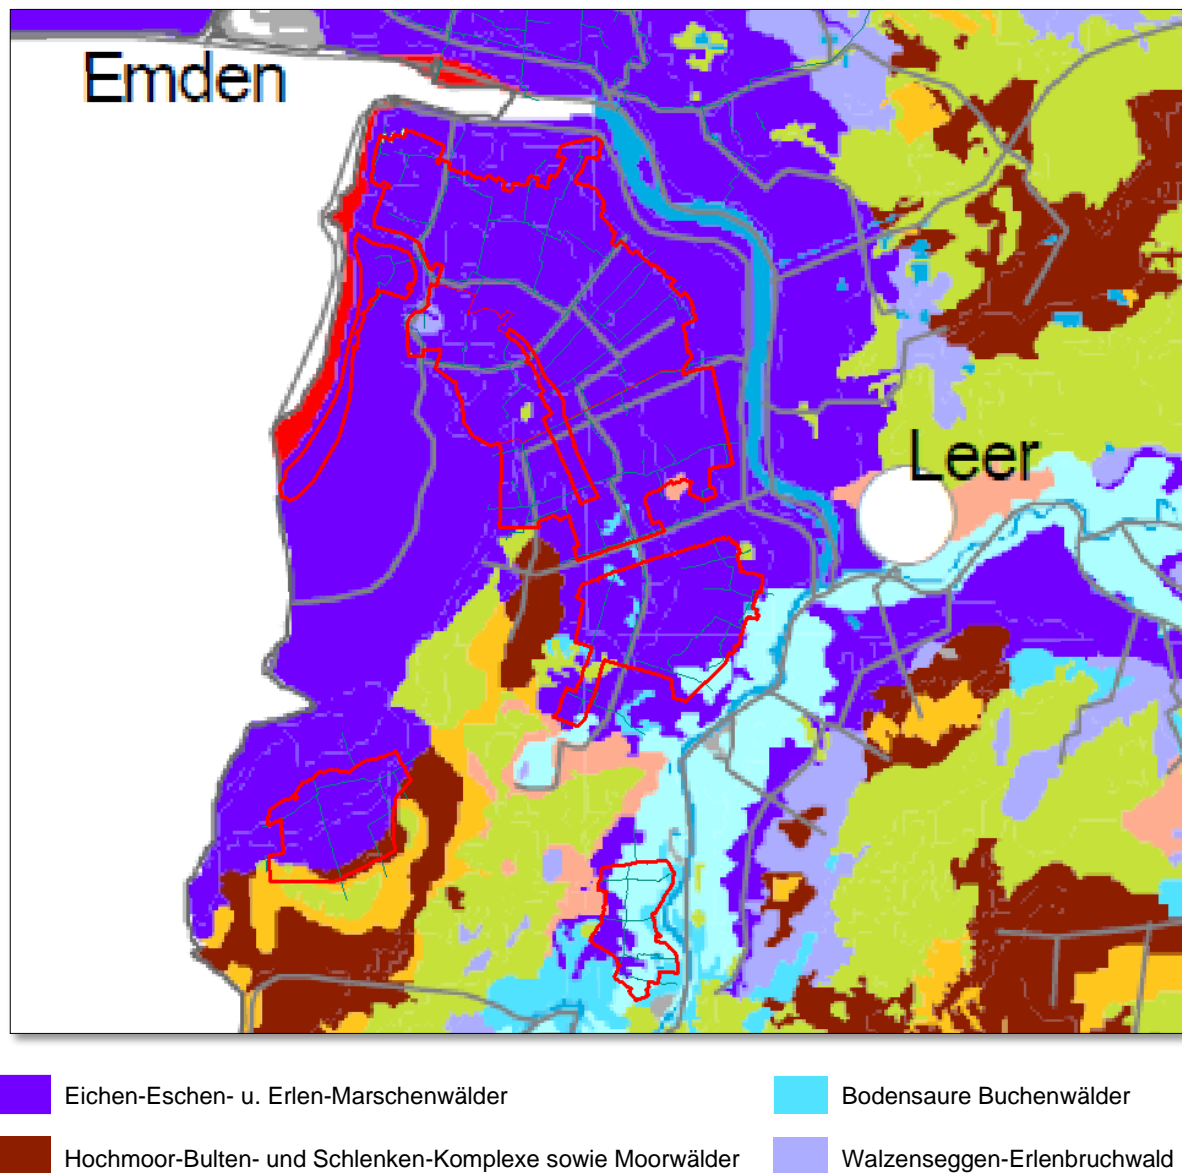 Emden
Leer
Eichen-Eschen- u. Erlen-Marschenwälder
Bodensaure Buchenwälder
Hochmoor-Bulten- und Schlenken-Komplexe sowie Moorwälder
Walzenseggen-Erlenbruchwald